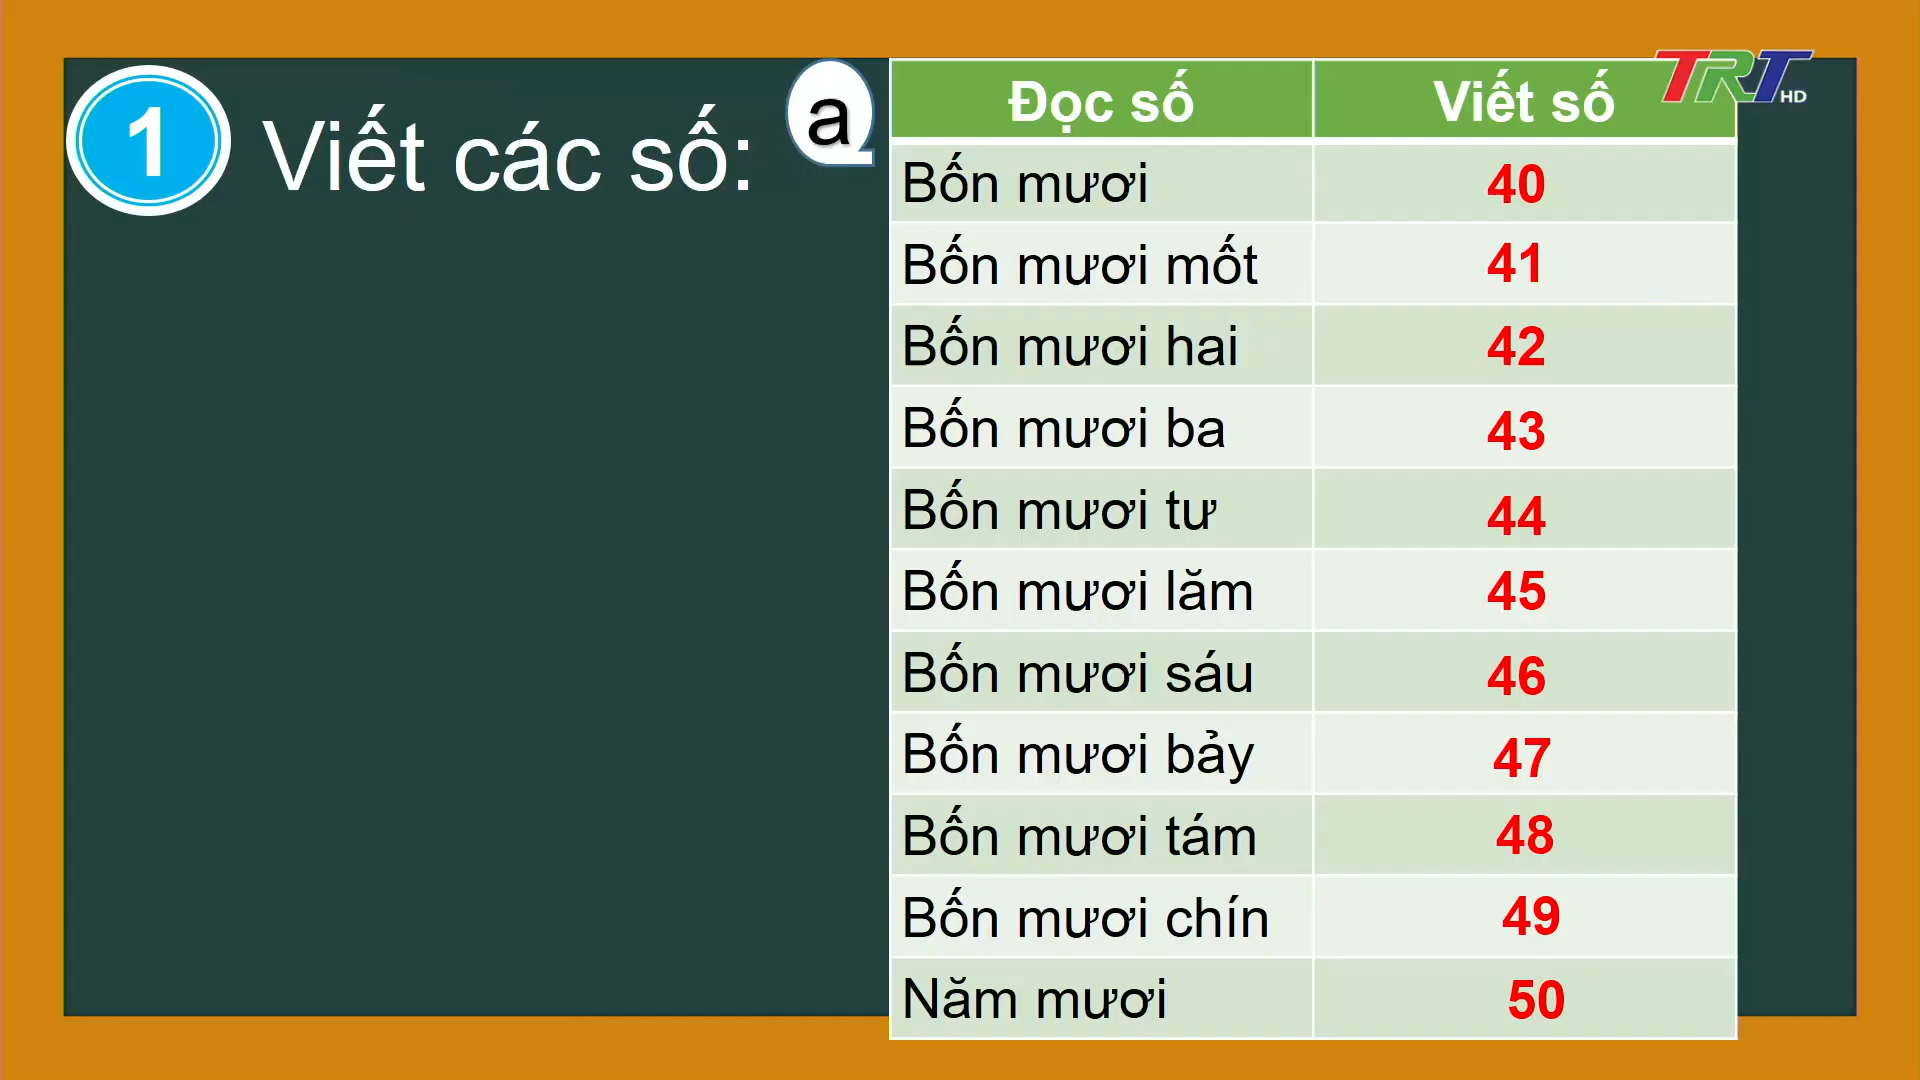 1 Viết các số:
a
Đọc số Viết số
Bốn mươi 40
Bốn mươi mốt 41
Bốn mươi hai 42
Bốn mươi ba 43
Bốn mươi tư 44
Bốn mươi lăm 45
Bốn mươi sáu 46
Bốn mươi bảy 47
Bốn mươi tám 48
Bốn mươi chín 49
Năm mươi 50
TRT HD